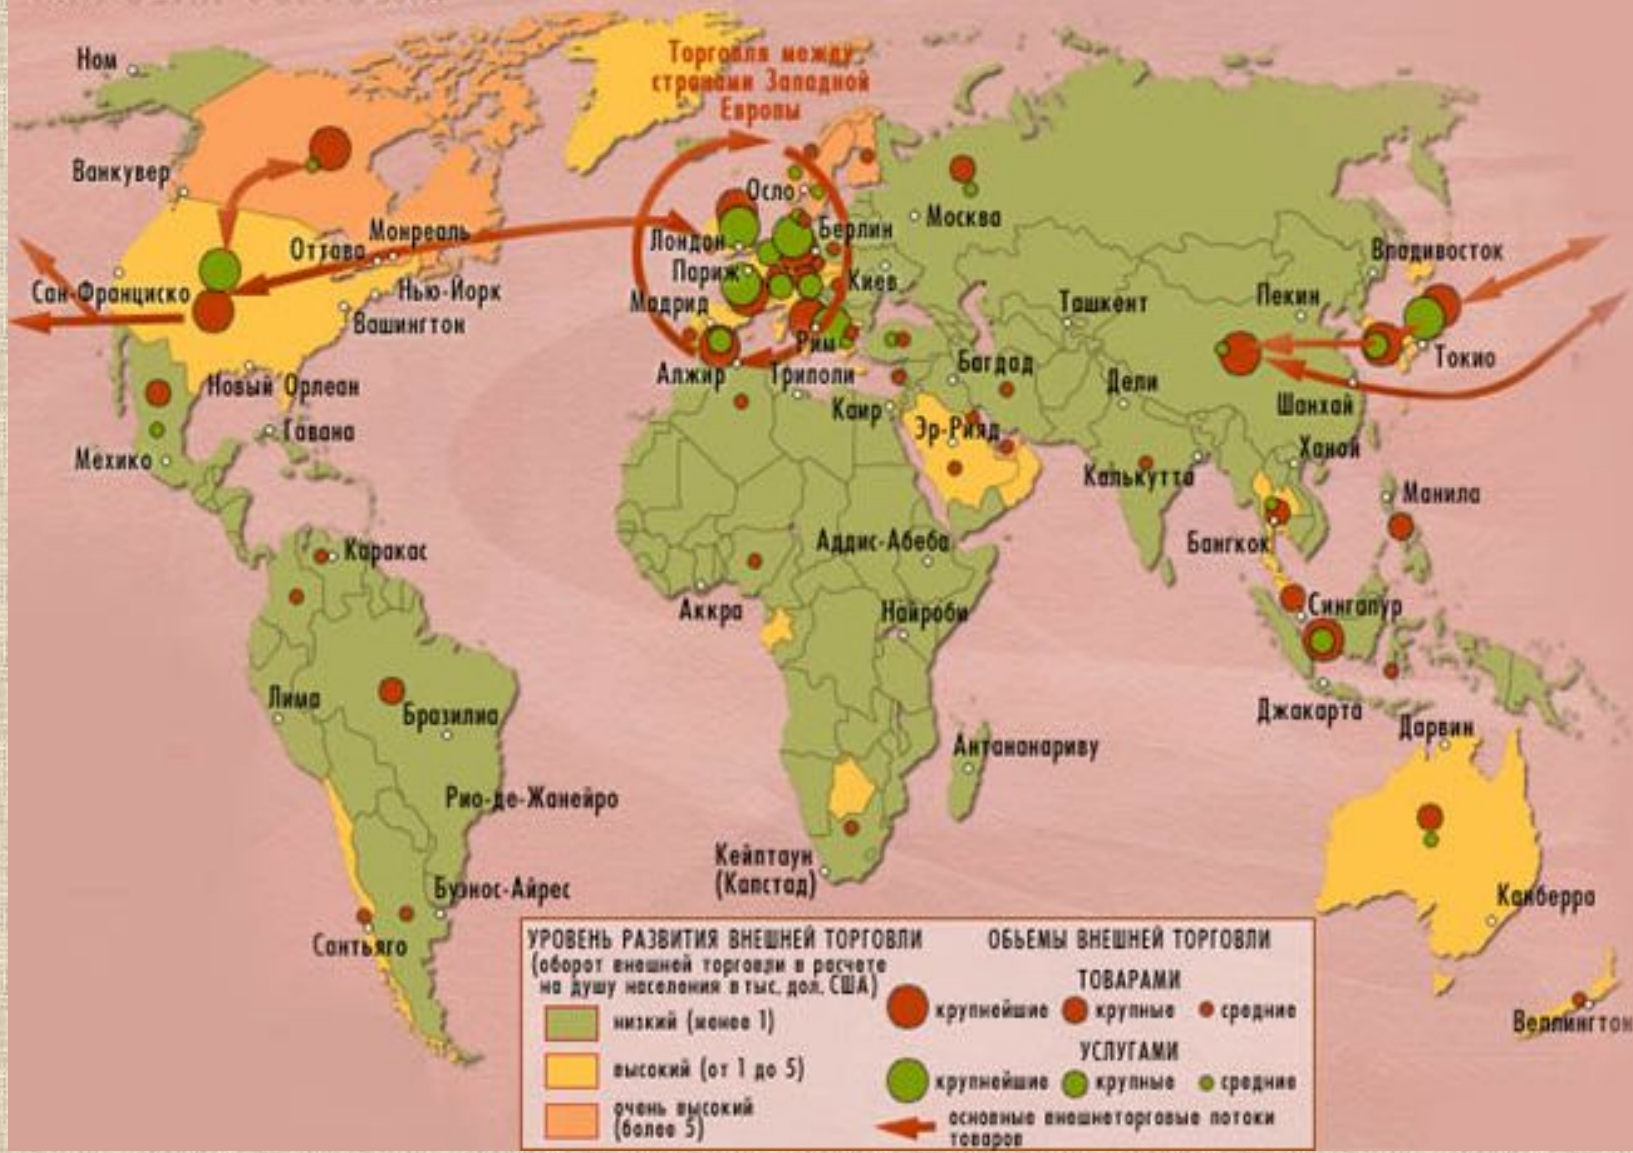 Торговля между
странами Западной
Европы
Ном
Ванкувер
Осло
Москва
Монреаль
Оттава
Лондон
Берлин
Владивосток
Париж
Киев
Сан-Франциско
Нью-Йорк
Мадрид
Ташкент
Пекин
Вашингтон
Рим
Токио
Новый Орлеан
Алжир
Триполи
Багдад
Дели
Шанхай
Каир
Гавана
Эр-Рияд
Ханой
Мехико
Калькутта
Манила
Каракас
Аддис-Абеба
Бангкок
Аккра
Найроби
Сингапур
Лима
Бразилиа
Джакарта
Дарвин
Антананариву
Рио-де-Жанейро
Кейптаун
(Капстад)
Буэнос-Айрес
Канберра
Сантьяго
Веллингтон
УРОВЕНЬ РАЗВИТИЯ ВНЕШНЕЙ ТОРГОВЛИ
(оборот внешней торговли в расчете
на душу населения в тыс. дол. США)
низкий (менее 1)
высокий (от 1 до 5)
очень высокий
(более 5)
ОБЬЕМЫ ВНЕШНЕЙ ТОРГОВЛИ
ТОВАРАМИ
крупнейшие крупные средние
УСЛУГАМИ
крупнейшие крупные средние
основные внешнеторговые потоки
товаров